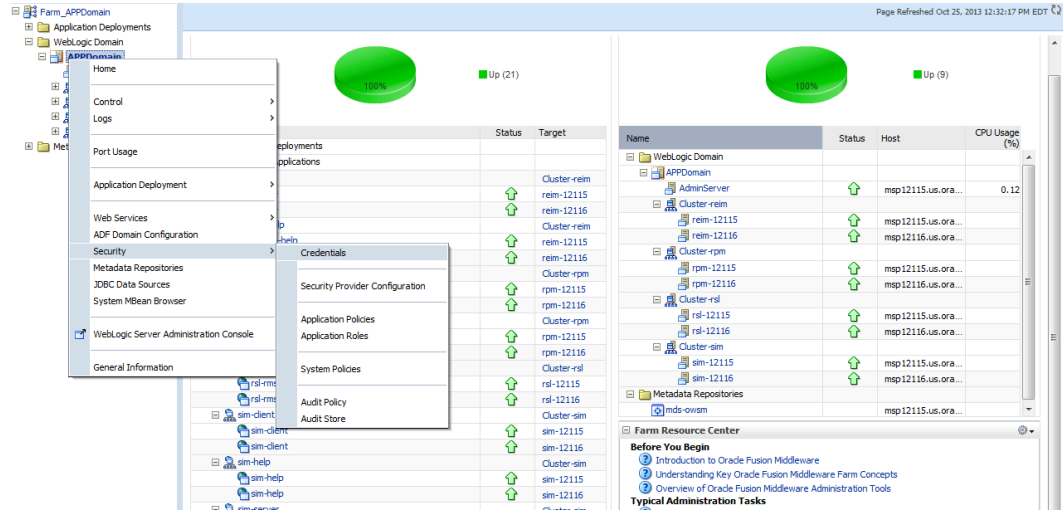 Farm_APPDomain
Application Deployments
WebLogic Domain
APPDomain
Met
Page Refreshed Oct 25, 2013 12:32:17 PM EDT
Home
Control
Logs
Port Usage
Application Deployment
Web Services
ADF Domain Configuration
Security
Metadata Repositories
JDBC Data Sources
System MBean Browser
WebLogic Server Administration Console
General Information
Credentials
Security Provider Configuration
Application Policies
Application Roles
System Policies
Audit Policy
Audit Store
100%
Up (21)
Status Target
eployments
pplications
Cluster-reim
reim-12115
reim-12116
lp Cluster-reim
-help reim-12115
reim-12116
Cluster-rpm
rpm-12115
rpm-12116
Cluster-rpm
rpm-12115
rpm-12116
Cluster-rsl
rsl-rms rsl-12115
rsl-rms rsl-12116
sim-client Cluster-sim
sim-client sim-12115
sim-client sim-12116
sim-help Cluster-sim
sim-help sim-12115
sim-help sim-12116
sim-server Cluster-sim
100%
Up (9)
Name Status Host CPU Usage (%)
WebLogic Domain
APPDomain
AdminServer msp12115.us.ora... 0.12
Cluster-reim
reim-12115 msp12115.us.ora...
reim-12116 msp12116.us.ora...
Cluster-rpm
rpm-12115 msp12115.us.ora...
rpm-12116 msp12116.us.ora...
Cluster-rsl
rsl-12115 msp12115.us.ora...
rsl-12116 msp12116.us.ora...
Cluster-sim
sim-12115 msp12115.us.ora...
sim-12116 msp12116.us.ora...
Metadata Repositories
mds-owsm msp12115.us.ora...
Farm Resource Center
Before You Begin
Introduction to Oracle Fusion Middleware
Understanding Key Oracle Fusion Middleware Farm Concepts
Overview of Oracle Fusion Middleware Administration Tools
Typical Administration Tasks